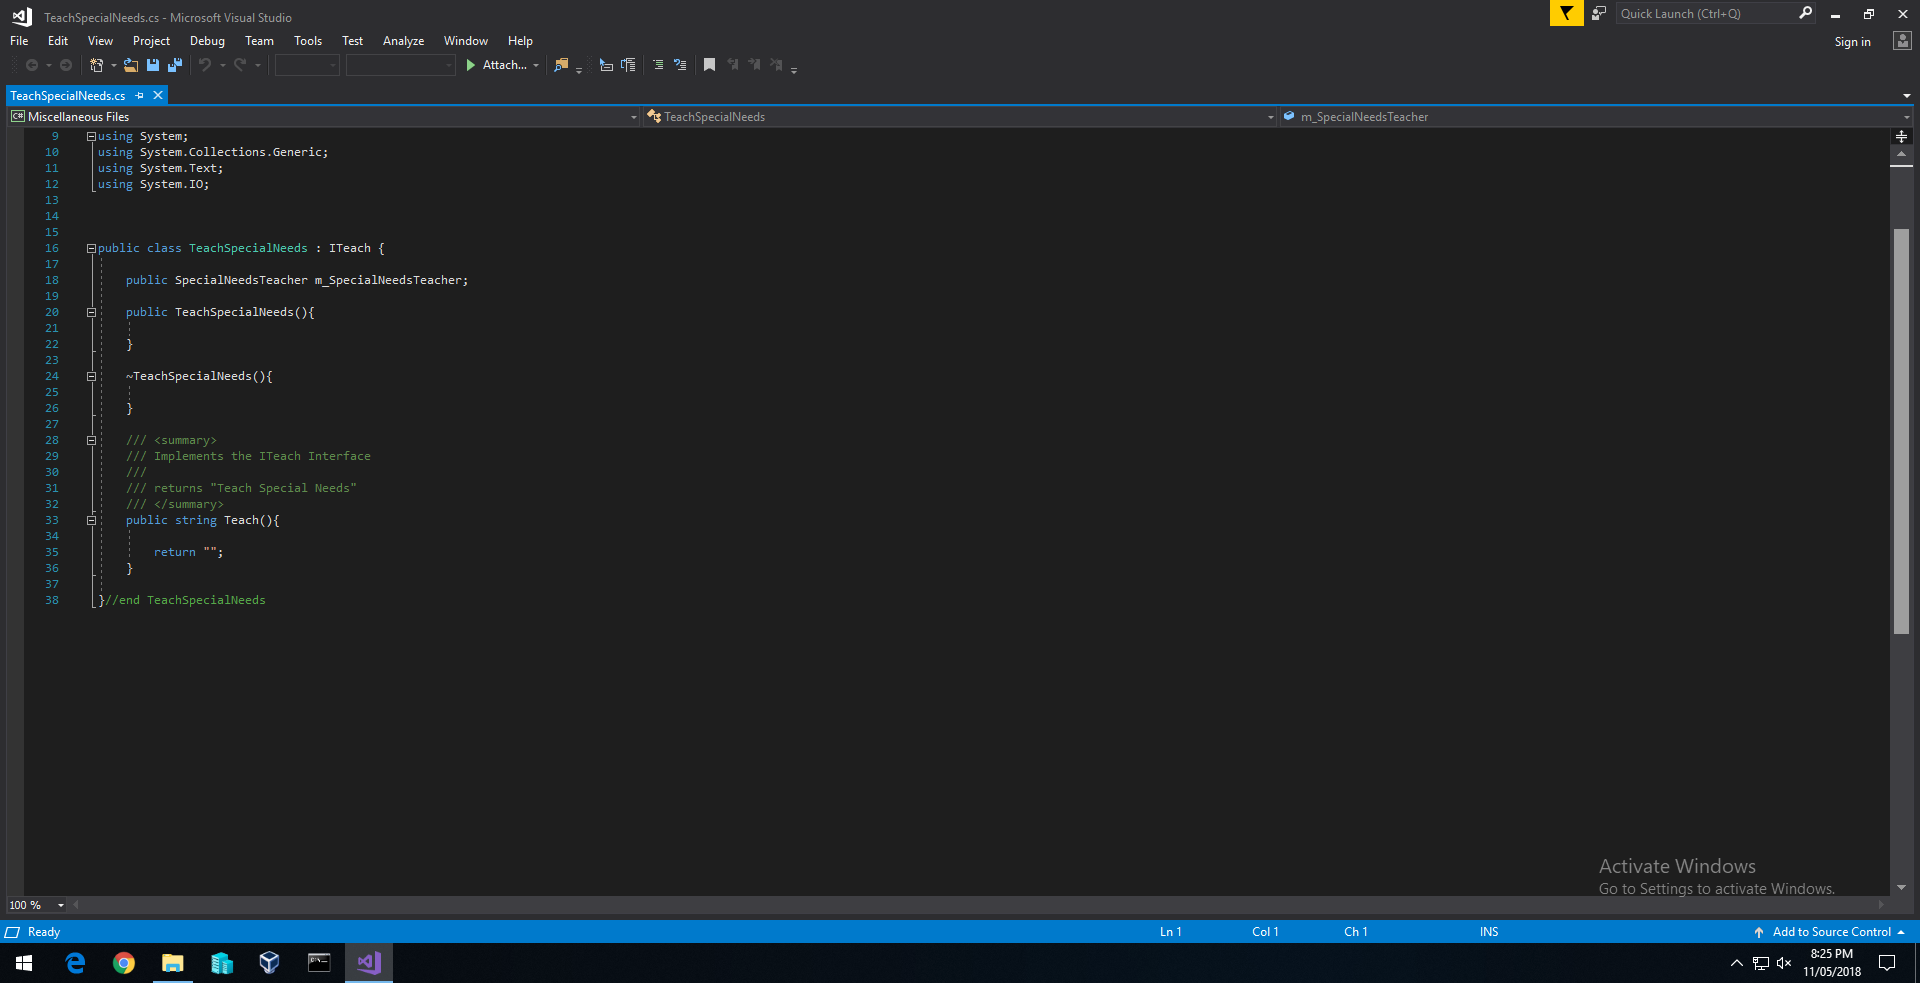 TeachSpecialNeeds.cs - Microsoft Visual Studio
Quick Launch (Ctrl+Q)
File Edit View Project Debug Team Tools Test Analyze Window Help
Sign in
Attach...
TeachSpecialNeeds.cs
C# Miscellaneous Files
TeachSpecialNeeds
m_SpecialNeedsTeacher
9 using System;
10 using System.Collections.Generic;
11 using System.Text;
12 using System.IO;
13
14
15
16 public class TeachSpecialNeeds : ITeach {
17
18 public SpecialNeedsTeacher m_SpecialNeedsTeacher;
19
20 public TeachSpecialNeeds(){
21
22 }
23
24 ~TeachSpecialNeeds(){
25
26 }
27
28 /// <summary>
29 /// Implements the ITeach Interface
30 ///
31 /// returns "Teach Special Needs"
32 /// </summary>
33 public string Teach(){
34
35 return "";
36 }
37
38 }//end TeachSpecialNeeds
Activate Windows
Go to Settings to activate Windows.
100 %
Ready
Ln 1 Col 1 Ch 1 INS
Add to Source Control
8:25 PM
11/05/2018